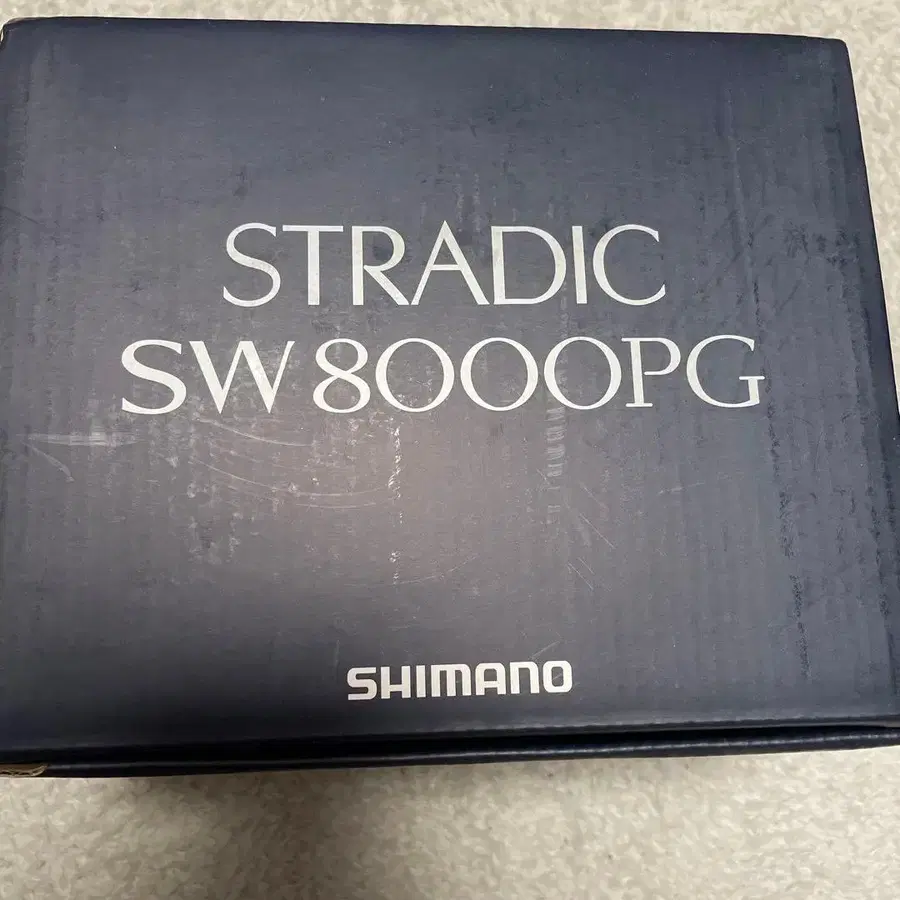 STRADIC
SW 8000PG
SHIMANO